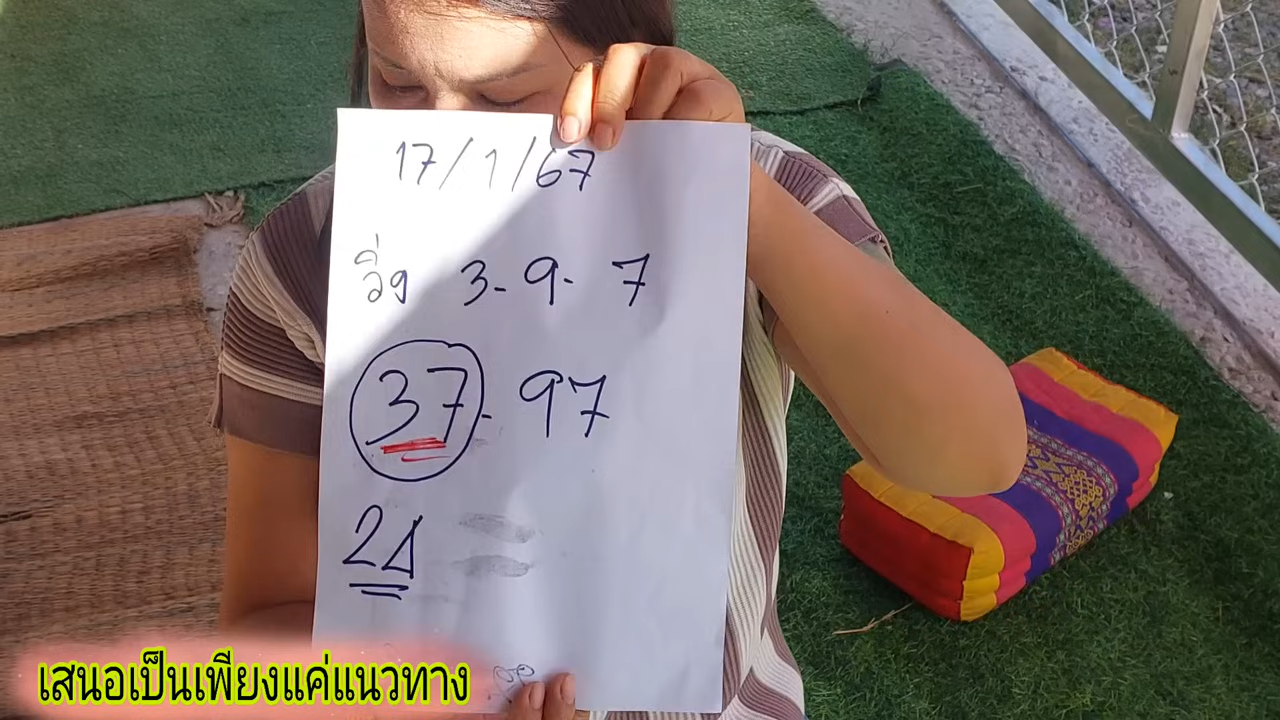 17/1/67
วิ่ง 3-9-7
37-97
24
เสนอเป็นเพียงแค่แนวทาง